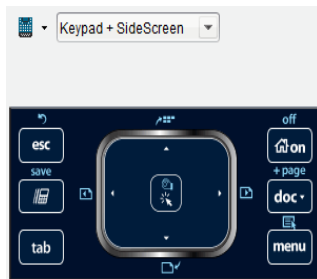 Keypad + SideScreen
off
esc
on
save
+ page
doc
tab
menu